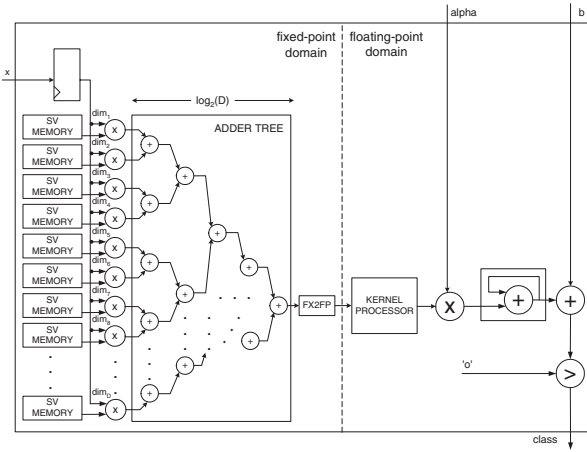 alpha
b
fixed-point
domain
floating-point
domain
x
log2(D)
ADDER TREE
SV
MEMORY
dim1
x
+
SV
MEMORY
dim2
x
+
SV
MEMORY
dim3
x
+
SV
MEMORY
dim4
x
+
SV
MEMORY
dim5
x
+
SV
MEMORY
dim6
x
+
SV
MEMORY
dim7
x
+
SV
MEMORY
dim8
x
+
+
+
FX2FP
KERNEL
PROCESSOR
X
+
+
+
'o'
>
SV
MEMORY
dimD
x
+
class